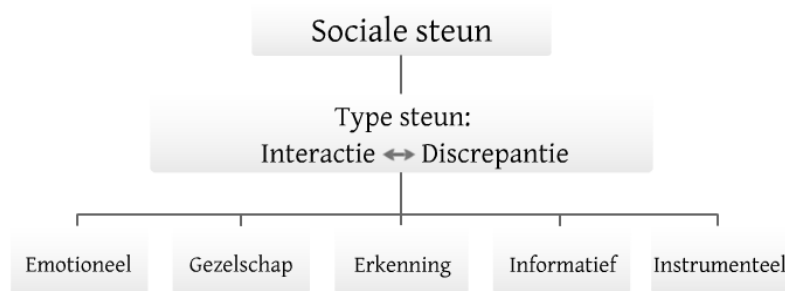 Sociale steun
Type steun:
Interactie ↔ Discrepantie
Emotioneel
Gezelschap
Erkenning
Informatief
Instrumenteel